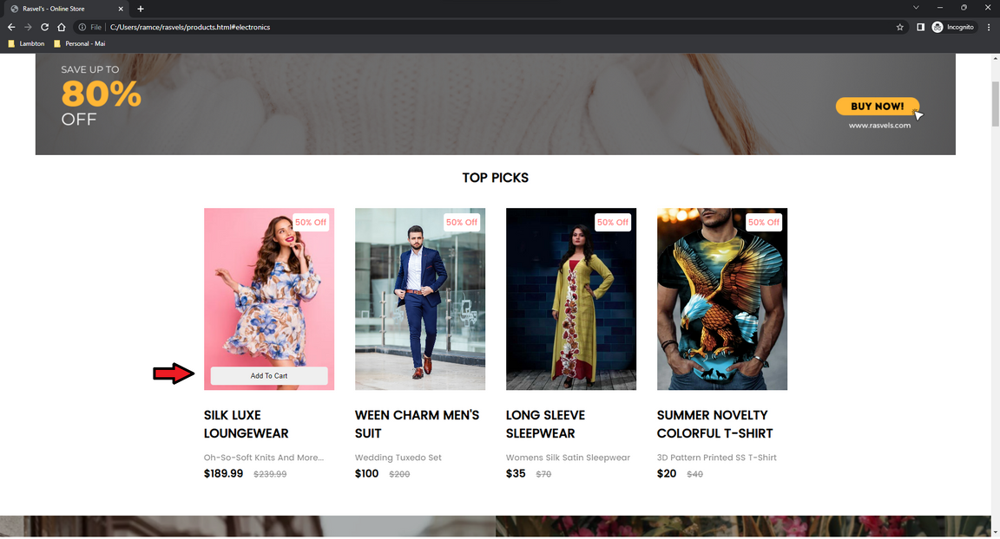 Rasvel's - Online Store
File
C:/Users/ramce/rasvels/products.html#electronics
Incognito
Lambton
Personal - Mai
SAVE UP TO
80%
OFF
BUY NOW!
www.rasvels.com
TOP PICKS
50% Off
50% Off
50% Off
50% Off
Add To Cart
SILK LUXE
LOUNGEWEAR
Oh-So-Soft Knits And More...
$189.99 $239.99
WEEN CHARM MEN'S
SUIT
Wedding Tuxedo Set
$100 $200
LONG SLEEVE
SLEEPWEAR
Womens Silk Satin Sleepwear
$35 $70
SUMMER NOVELTY
COLORFUL T-SHIRT
3D Pattern Printed SS T-Shirt
$20 $40